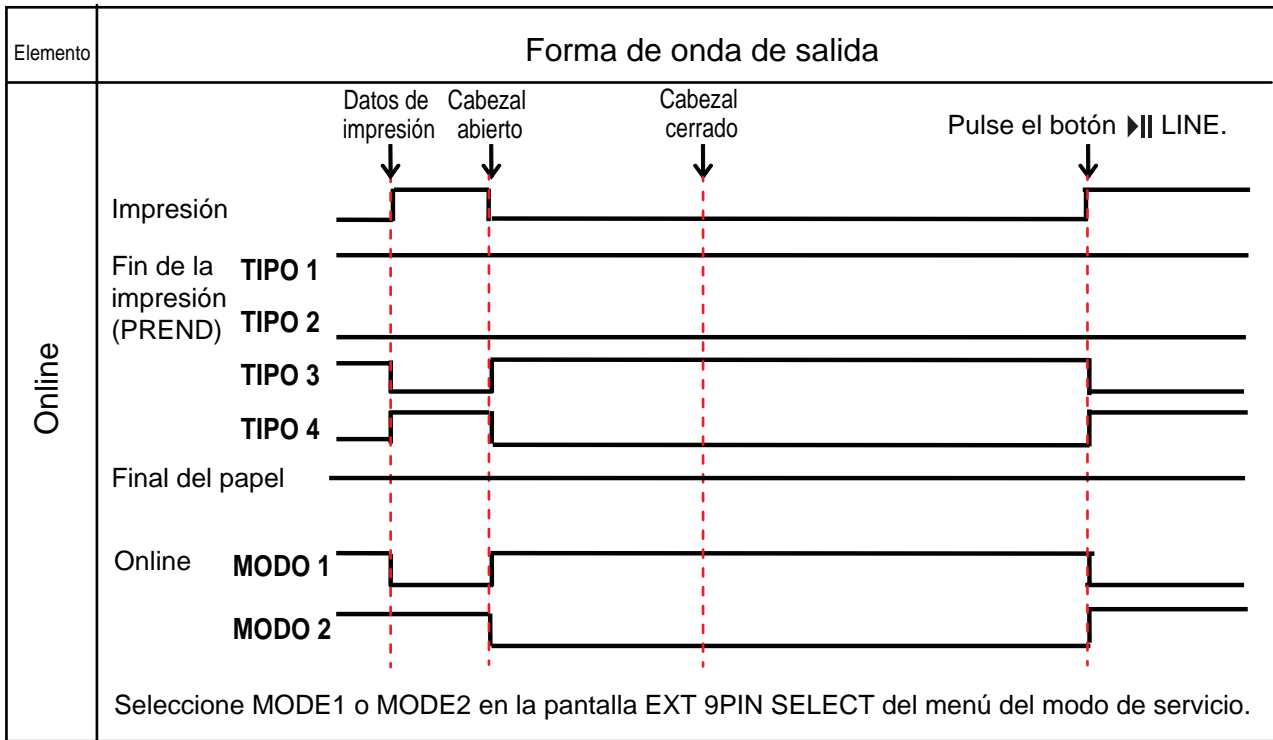 Elemento
Forma de onda de salida
Datos de
impresión
Cabezal
abierto
Cabezal
cerrado
Pulse el botón LINE.
Online
Impresión
Fin de la
impresión
(PREND)
TIPO 1
TIPO 2
TIPO 3
TIPO 4
Final del papel
Online
MODO 1
MODO 2
Seleccione MODE1 o MODE2 en la pantalla EXT 9PIN SELECT del menú del modo de servicio.